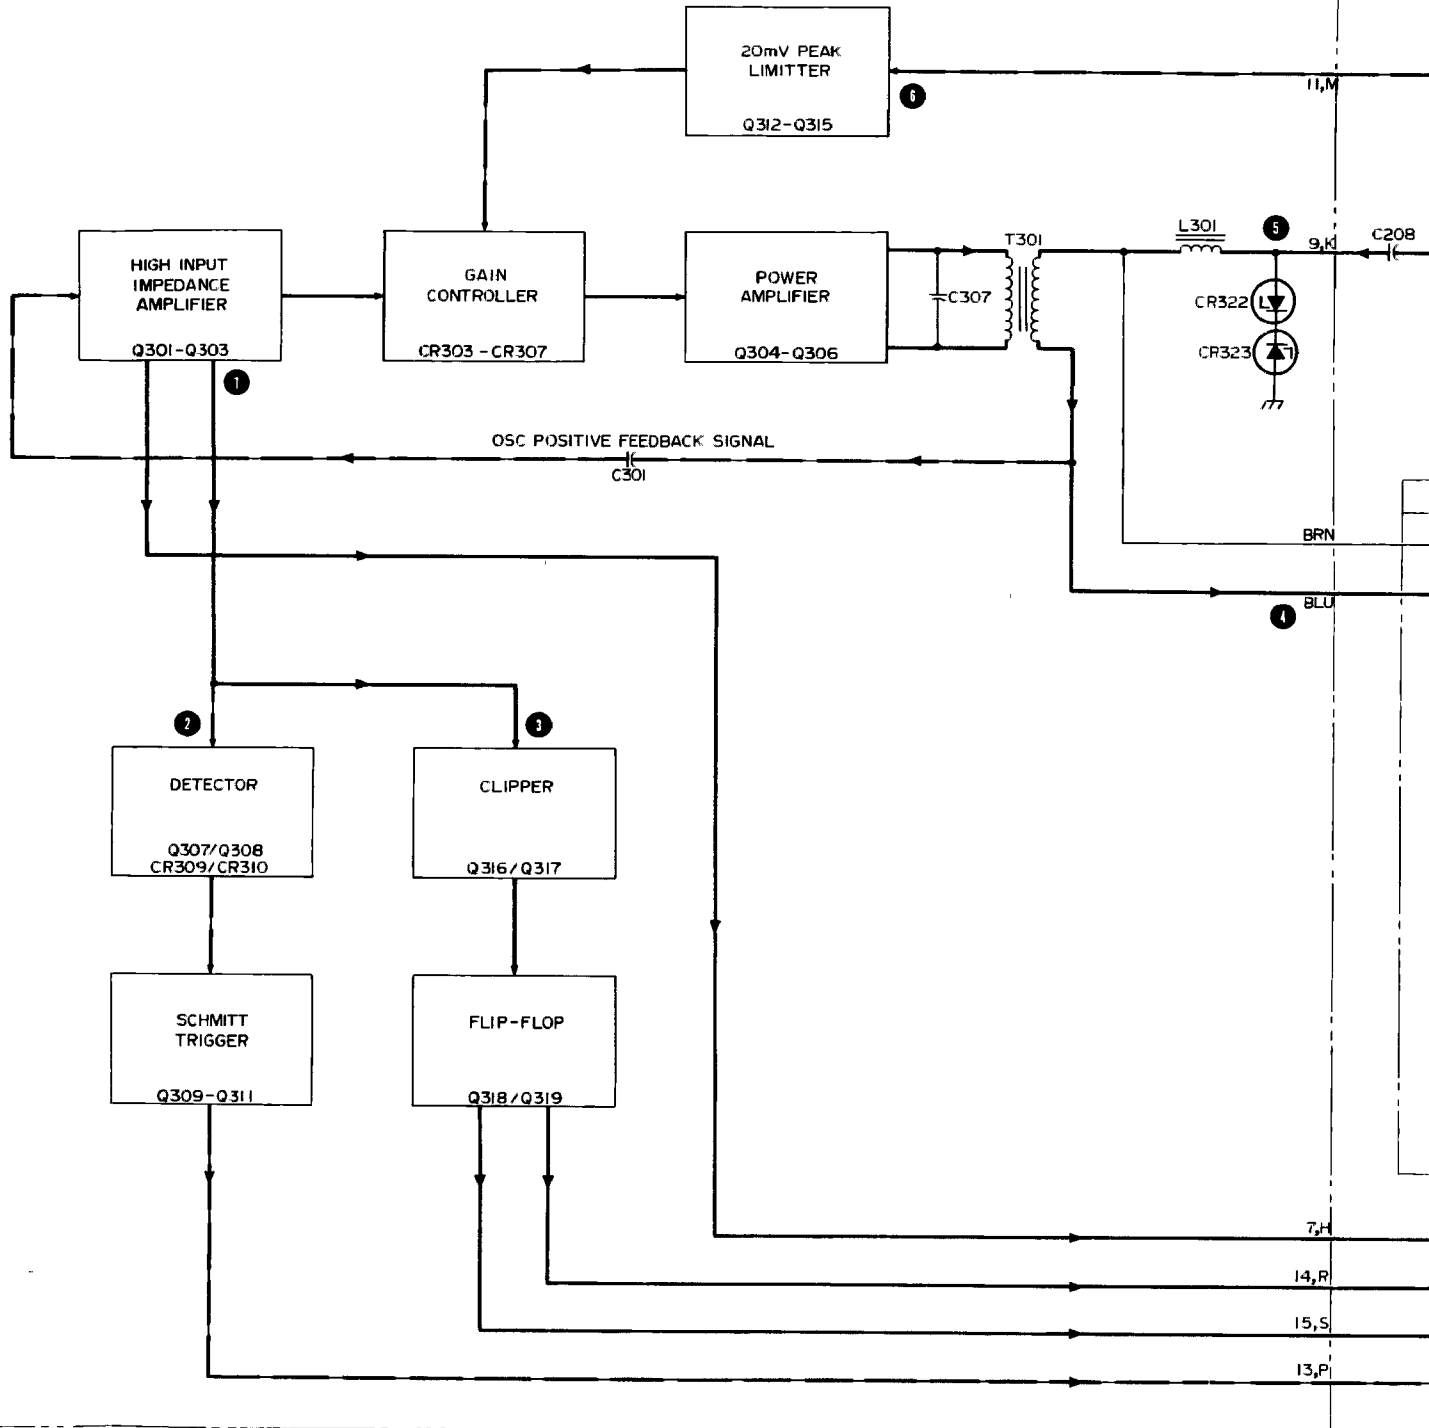 20mV PEAK
LIMITTER
Q312-Q315
6
11,M
HIGH INPUT
IMPEDANCE
AMPLIFIER
Q301-Q303
1
GAIN
CONTROLLER
CR303-CR307
POWER
AMPLIFIER
Q304-Q306
C307
T301
L301
5
9,K
C208
CR322
CR323
OSC POSITIVE FEEDBACK SIGNAL
C301
BRN
BLU
4
2
3
DETECTOR
Q307/Q308
CR309/CR310
CLIPPER
Q316/Q317
SCHMITT
TRIGGER
Q309-Q311
FLIP-FLOP
Q318/Q319
7,H
14,R
15,S
13,P